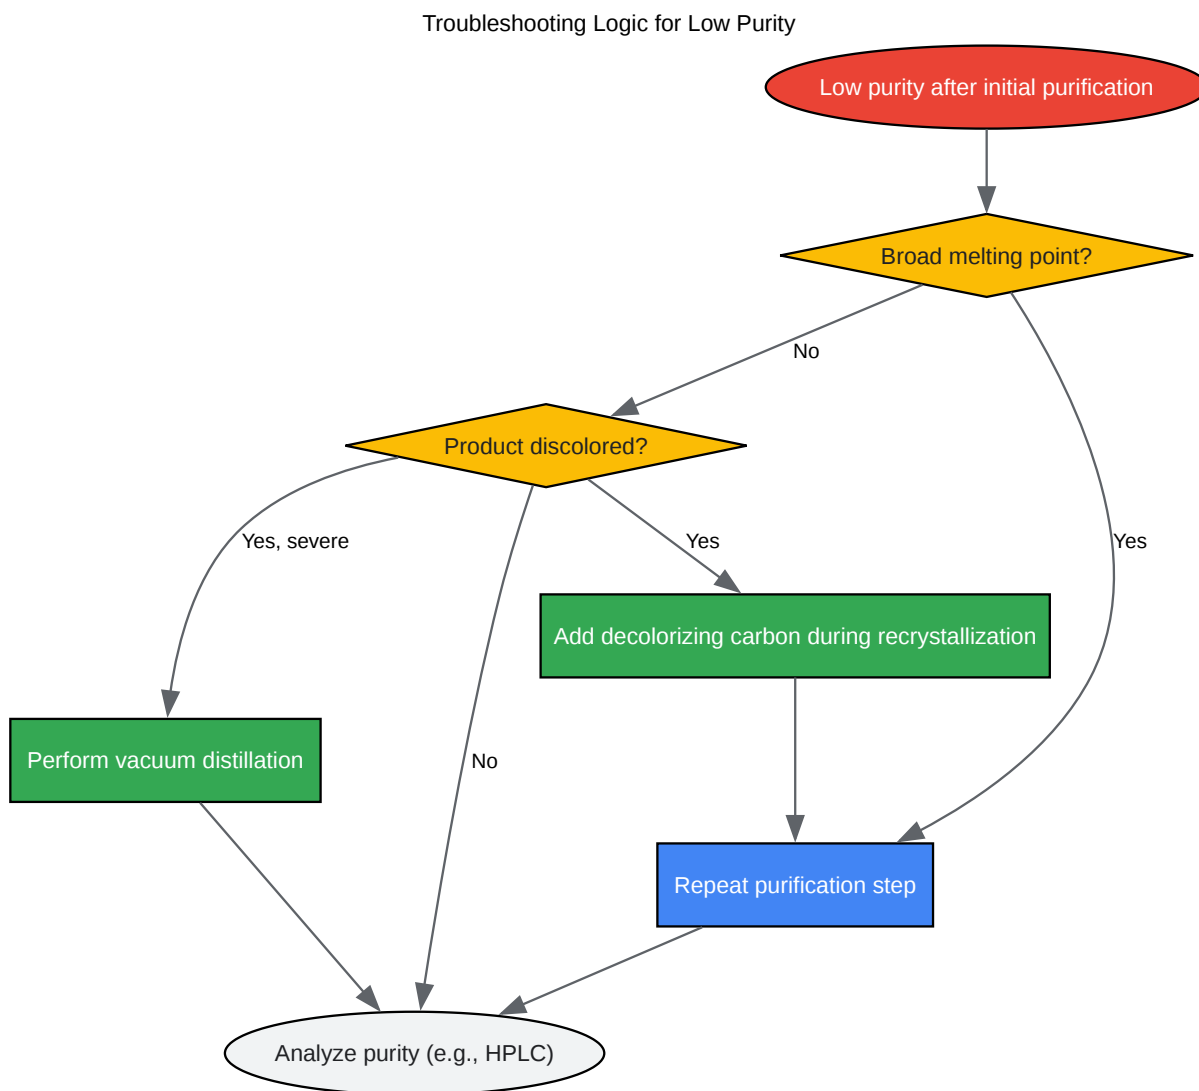 Troubleshooting Logic for Low Purity
Low purity after initial purification
Broad melting point?
No
Product discolored?
Yes, severe
Yes
Yes
Add decolorizing carbon during recrystallization
Perform vacuum distillation
No
Repeat purification step
Analyze purity (e.g., HPLC)